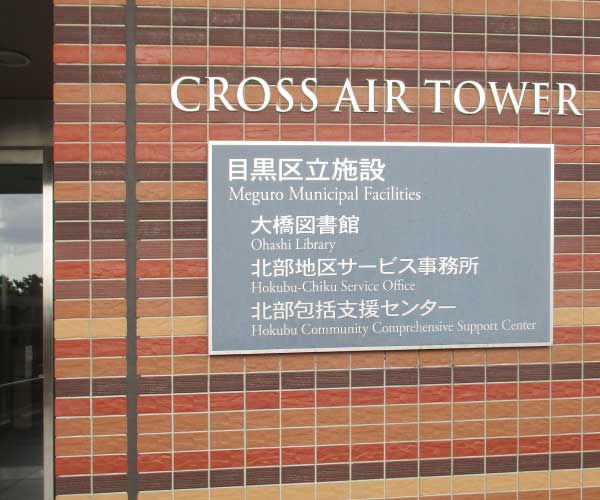 CROSS AIR TOWER
目黒区立施設
Meguro Municipal Facilities
大橋図書館
Ohashi Library
北部地区サービス事務所
Hokubu-Chiku Service Office
北部包括支援センター
Hokubu Community Comprehensive Support Center